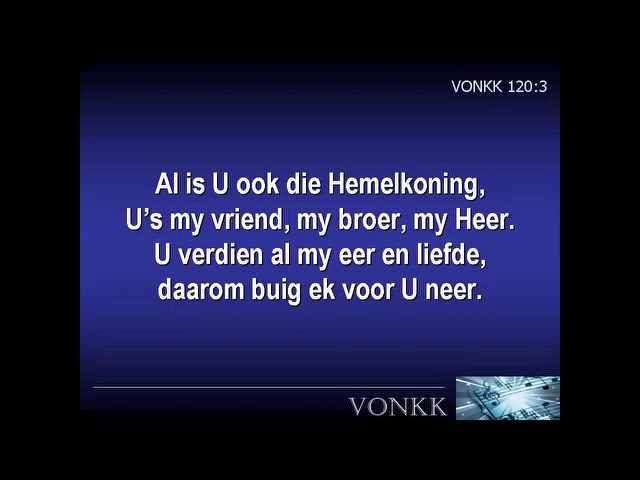 VONKK 120:3
Al is U ook die Hemelkoning,
U’s my vriend, my broer, my Heer.
U verdien al my eer en liefde,
daarom buig ek voor U neer.
VONKK